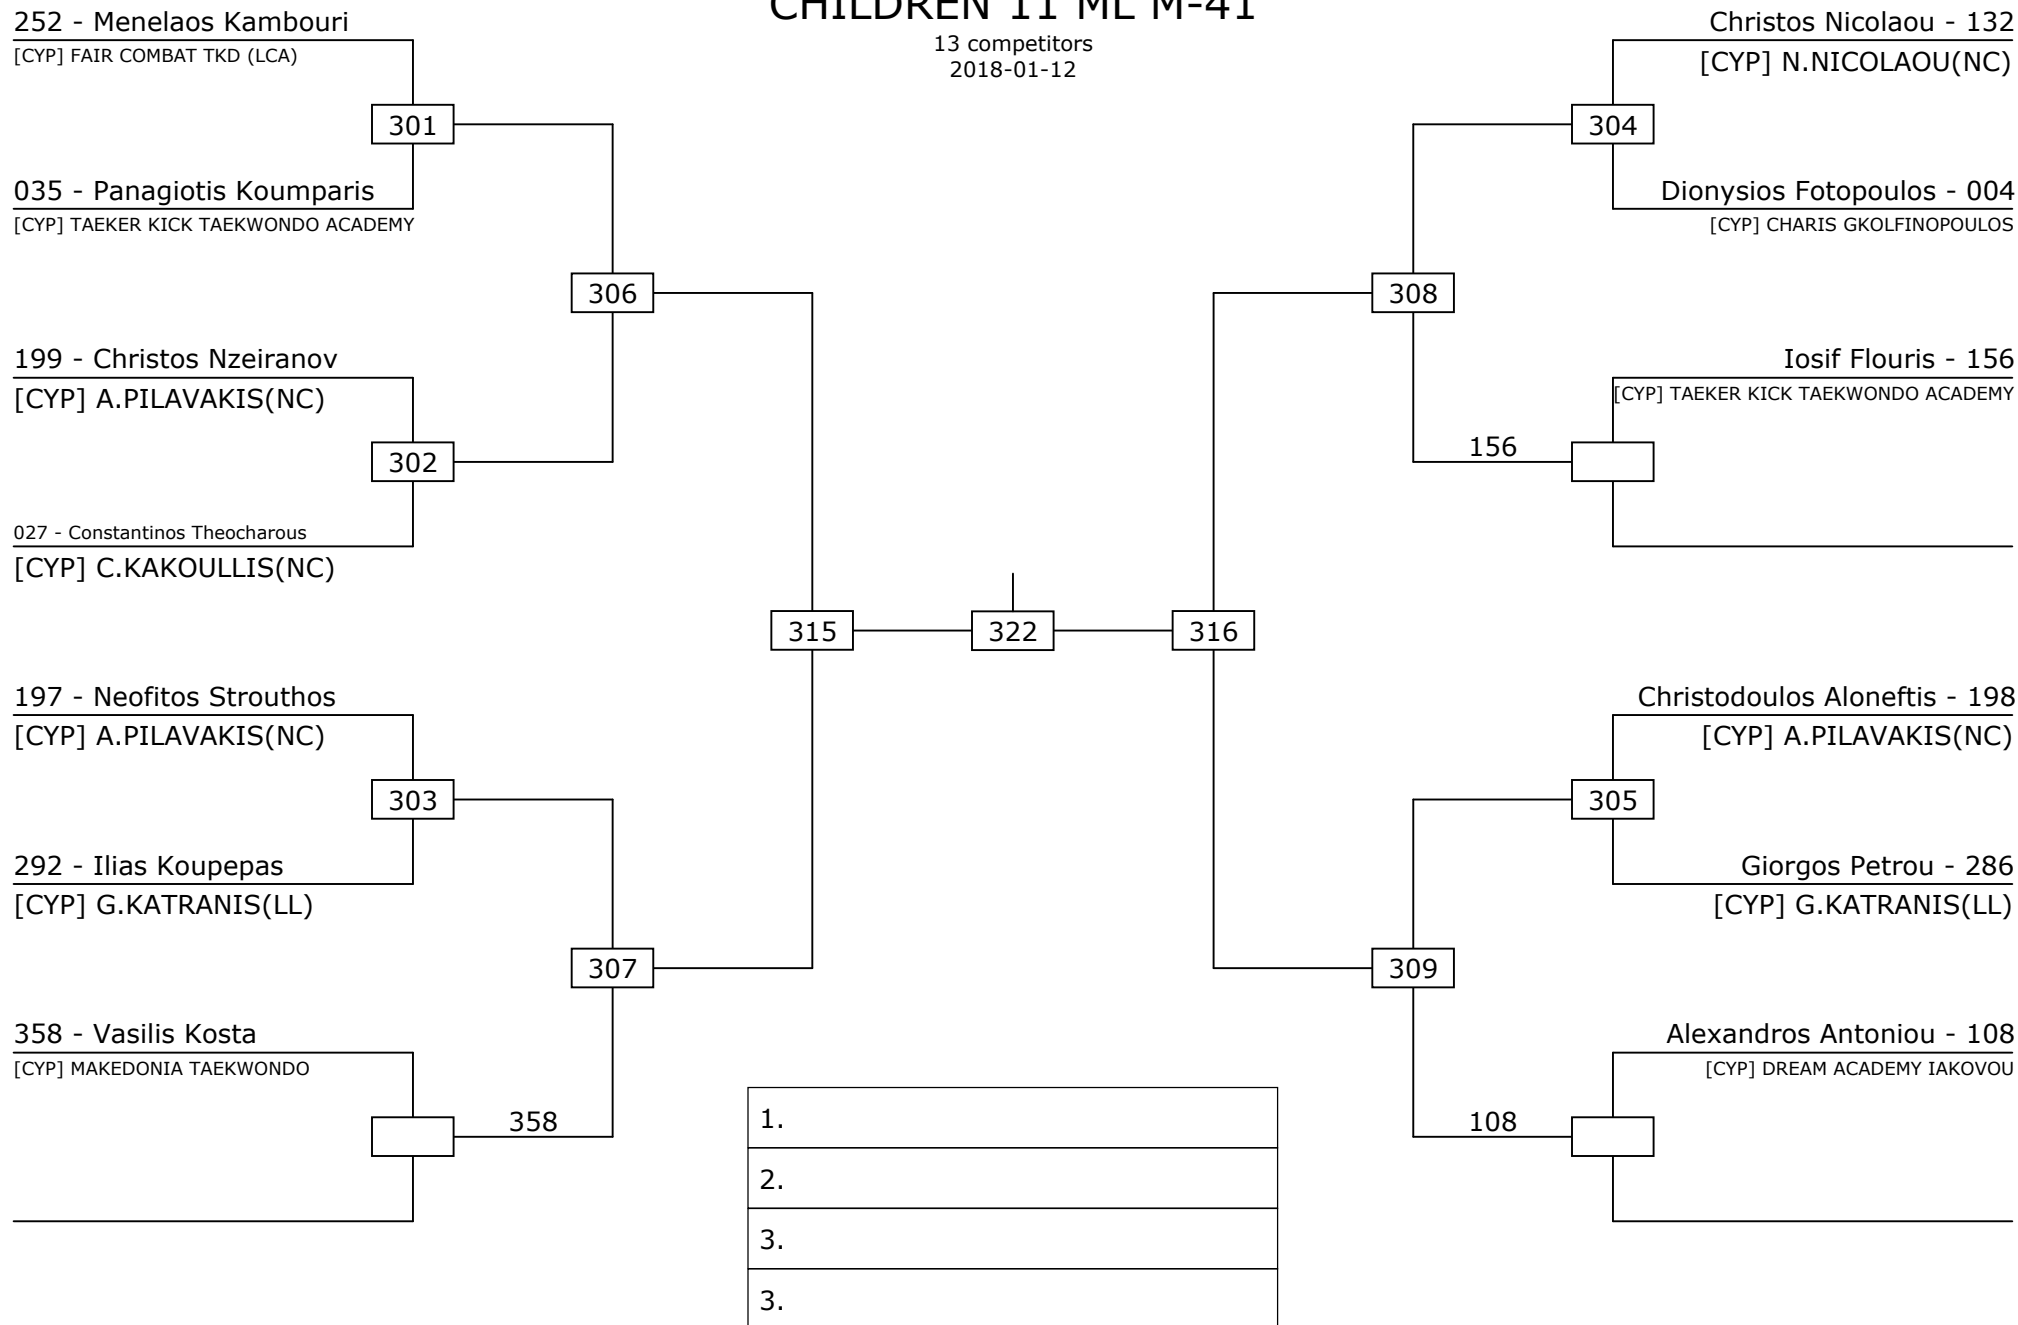 CHILDREN 11 ML M-41
13 competitors
2018-01-12
252 - Menelaos Kambouri
[CYP] FAIR COMBAT TKD (LCA)
301
035 - Panagiotis Koumparis
[CYP] TAEKER KICK TAEKWONDO ACADEMY
306
199 - Christos Nzeiranov
[CYP] A.PILAVAKIS(NC)
302
027 - Constantinos Theocharous
[CYP] C.KAKOULLIS(NC)
315
322
316
197 - Neofitos Strouthos
[CYP] A.PILAVAKIS(NC)
303
292 - Ilias Koupepas
[CYP] G.KATRANIS(LL)
307
358 - Vasilis Kosta
[CYP] MAKEDONIA TAEKWONDO
358
Christos Nicolaou - 132
[CYP] N.NICOLAOU(NC)
304
Dionysios Fotopoulos - 004
[CYP] CHARIS GKOLFINOPOULOS
308
Iosif Flouris - 156
[CYP] TAEKER KICK TAEKWONDO ACADEMY
156
Christodoulos Aloneftis - 198
[CYP] A.PILAVAKIS(NC)
305
Giorgos Petrou - 286
[CYP] G.KATRANIS(LL)
309
Alexandros Antoniou - 108
[CYP] DREAM ACADEMY IAKOVOU
108
1.
2.
3.
3.